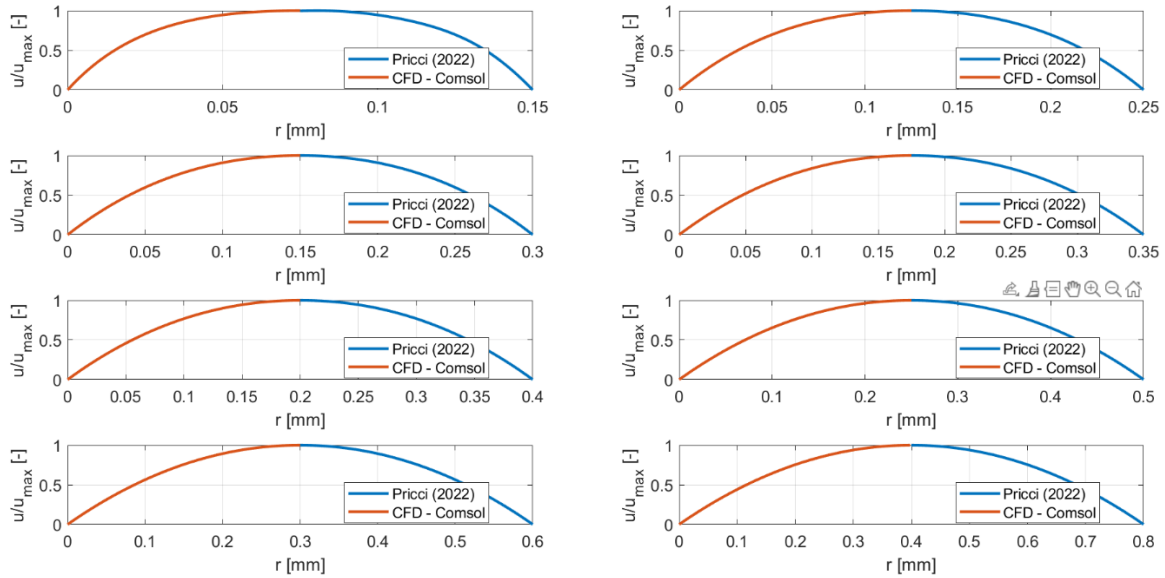 1
0.5
0
u/u_max [-]
Pricci (2022)
CFD - Comsol
0 0.05 0.1 0.15
r [mm]
1
0.5
0
u/u_max [-]
Pricci (2022)
CFD - Comsol
0 0.05 0.1 0.15 0.2 0.25
r [mm]
1
0.5
0
u/u_max [-]
Pricci (2022)
CFD - Comsol
0 0.05 0.1 0.15 0.2 0.25 0.3
r [mm]
1
0.5
0
u/u_max [-]
Pricci (2022)
CFD - Comsol
0 0.05 0.1 0.15 0.2 0.25 0.3 0.35
r [mm]
1
0.5
0
u/u_max [-]
Pricci (2022)
CFD - Comsol
0 0.05 0.1 0.15 0.2 0.25 0.3 0.35 0.4
r [mm]
1
0.5
0
u/u_max [-]
Pricci (2022)
CFD - Comsol
0 0.1 0.2 0.3 0.4 0.5
r [mm]
1
0.5
0
u/u_max [-]
Pricci (2022)
CFD - Comsol
0 0.1 0.2 0.3 0.4 0.5 0.6
r [mm]
1
0.5
0
u/u_max [-]
Pricci (2022)
CFD - Comsol
0 0.1 0.2 0.3 0.4 0.5 0.6 0.7 0.8
r [mm]